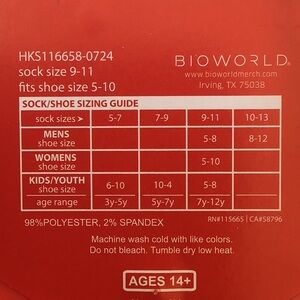 HKS116658-0724
sock size 9-11
fits shoe size 5-10
BIOWORLD®
www.bioworldmerch.com
Irving, TX 75038
SOCK/SHOE SIZING GUIDE
sock sizes 5-7 7-9 9-11 10-13
MENS
shoe size 5-8 8-12
WOMENS
shoe size 5-10
KIDS/YOUTH
shoe size 6-10 10-4 5-8
age range 3y-5y 5y-7y 7y-12y
98%POLYESTER, 2% SPANDEX
RN#115665 | CA#58796
Machine wash cold with like colors.
Do not bleach. Tumble dry low heat.
AGES 14+